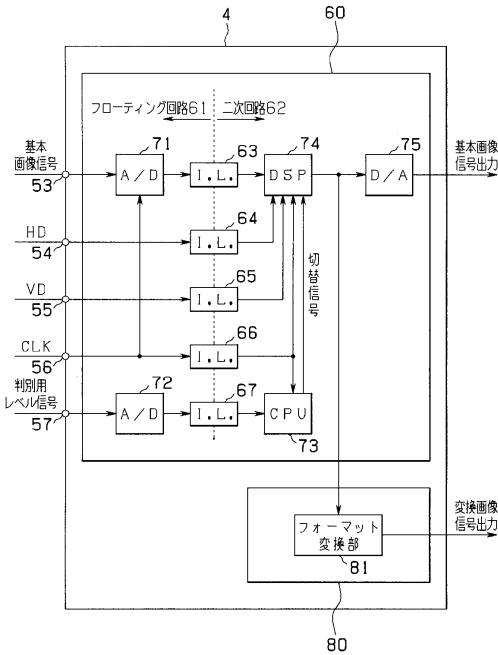 4
60
フローティング回路61
二次回路62
基本
画像信号
53
71
A/D
63
I.L.
74
DSP
75
D/A
基本画像
信号出力
HD
54
64
I.L.
VD
55
65
I.L.
切替信号
CLK
56
66
I.L.
判別用
レベル信号
57
72
A/D
67
I.L.
CPU
73
フォーマット
変換部
81
変換画像
信号出力
80